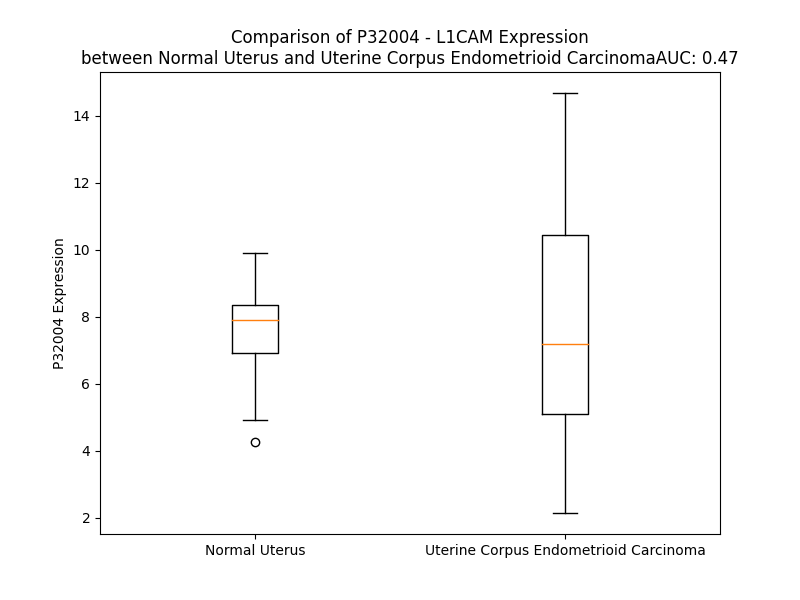 Comparison of P32004 - L1CAM Expression
between Normal Uterus and Uterine Corpus Endometrioid CarcinomaAUC: 0.47
14
12
10
8
6
4
2
P32004 Expression
Normal Uterus
Uterine Corpus Endometrioid Carcinoma